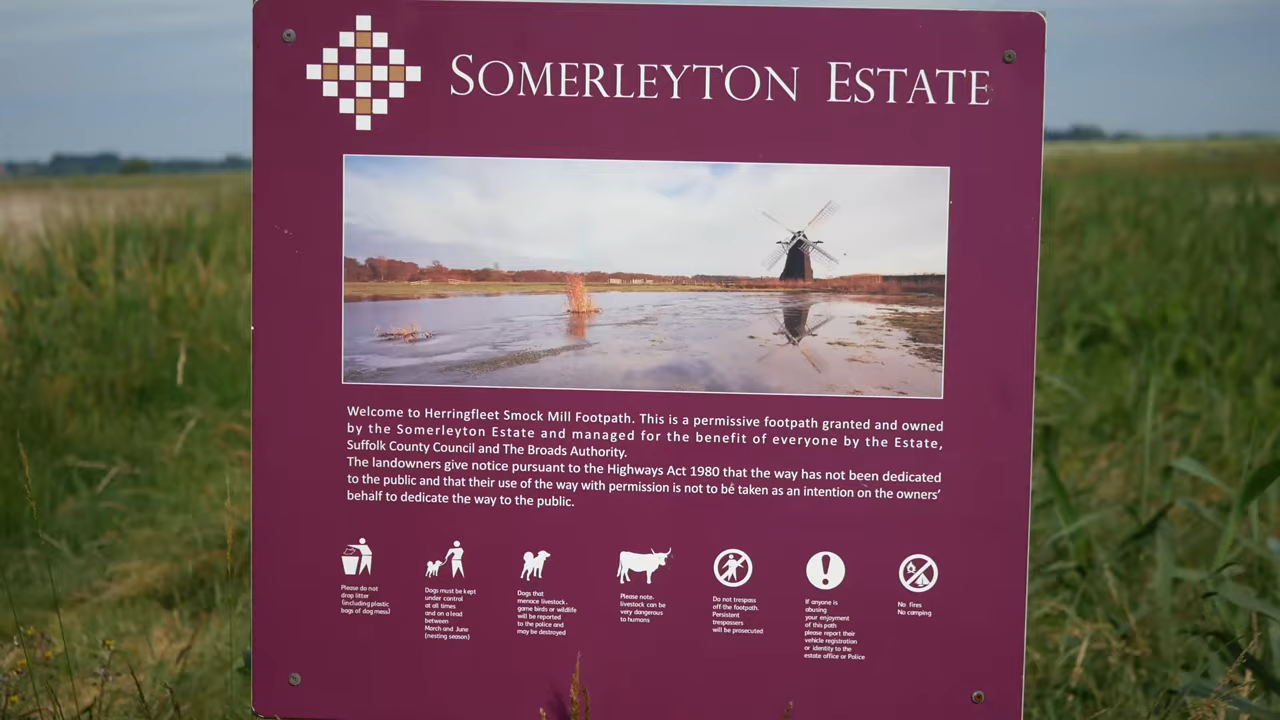 SOMERLEYTON ESTATE
Welcome to Herringfleet Smock Mill Footpath. This is a permissive footpath granted and owned
by the Somerleyton Estate and managed for the benefit of everyone by the Estate,
Suffolk County Council and The Broads Authority.
The landowners give notice pursuant to the Highways Act 1980 that the way has not been dedicated
to the public and that their use of the way with permission is not to be taken as an intention on the owners'
behalf to dedicate the way to the public.
Please do not
drop litter
(including plastic
bags of dog mess)
Dogs must be kept
under control
at all times
and on a lead
between
March and June
(nesting season)
Dogs that
menace livestock,
game birds or wildlife
will be reported
to the police and
may be destroyed
Please note.
livestock can be
very dangerous
to humans
Do not trespass
off the footpath.
Persistent
trespassers
will be prosecuted
If anyone is
abusing
your enjoyment
of this path
please report their
vehicle registration
or identity to the
estate office or Police
No fires
No camping